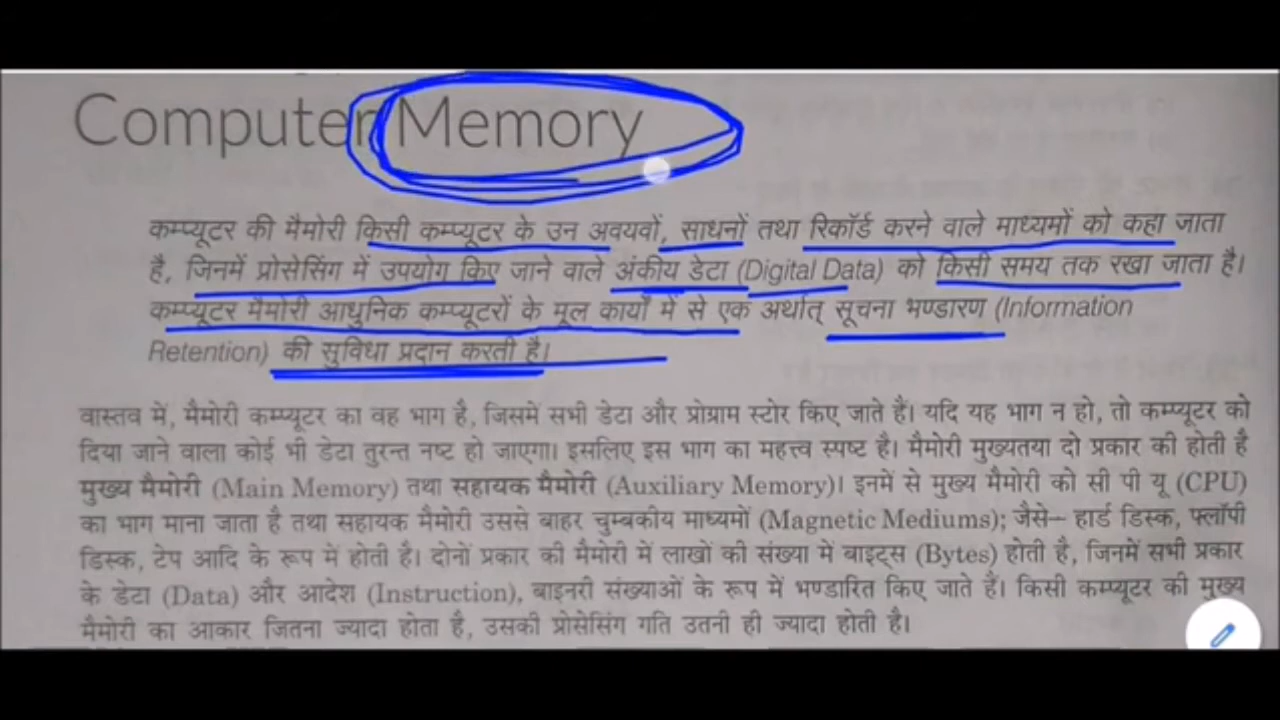 Computer Memory
कम्प्यूटर की मैमोरी किसी कम्प्यूटर के उन अवयवों, साधनों तथा रिकॉर्ड करने वाले माध्यमों को कहा जाता
है, जिनमें प्रोसेसिंग में उपयोग किए जाने वाले अंकीय डेटा (Digital Data) को किसी समय तक रखा जाता है।
कम्प्यूटर मैमोरी आधुनिक कम्प्यूटरों के मूल कार्यों में से एक अर्थात् सूचना भण्डारण (Information
Retention) की सुविधा प्रदान करती है।
वास्तव में, मैमोरी कम्प्यूटर का वह भाग है, जिसमें सभी डेटा और प्रोग्राम स्टोर किए जाते हैं। यदि यह भाग न हो, तो कम्प्यूटर को
दिया जाने वाला कोई भी डेटा तुरन्त नष्ट हो जाएगा। इसलिए इस भाग का महत्त्व स्पष्ट है। मैमोरी मुख्यतया दो प्रकार की होती है
मुख्य मैमोरी (Main Memory) तथा सहायक मैमोरी (Auxiliary Memory)। इनमें से मुख्य मैमोरी को सी पी यू (CPU)
का भाग माना जाता है तथा सहायक मैमोरी उससे बाहर चुम्बकीय माध्यमों (Magnetic Mediums); जैसे– हार्ड डिस्क, फ्लॉपी
डिस्क, टेप आदि के रूप में होती है। दोनों प्रकार की मैमोरी में लाखों की संख्या में बाइट्स (Bytes) होती है, जिनमें सभी प्रकार
के डेटा (Data) और आदेश (Instruction), बाइनरी संख्याओं के रूप में भण्डारित किए जाते हैं। किसी कम्प्यूटर की मुख्य
मैमोरी का आकार जितना ज्यादा होता है, उसकी प्रोसेसिंग गति उतनी ही ज्यादा होती है।